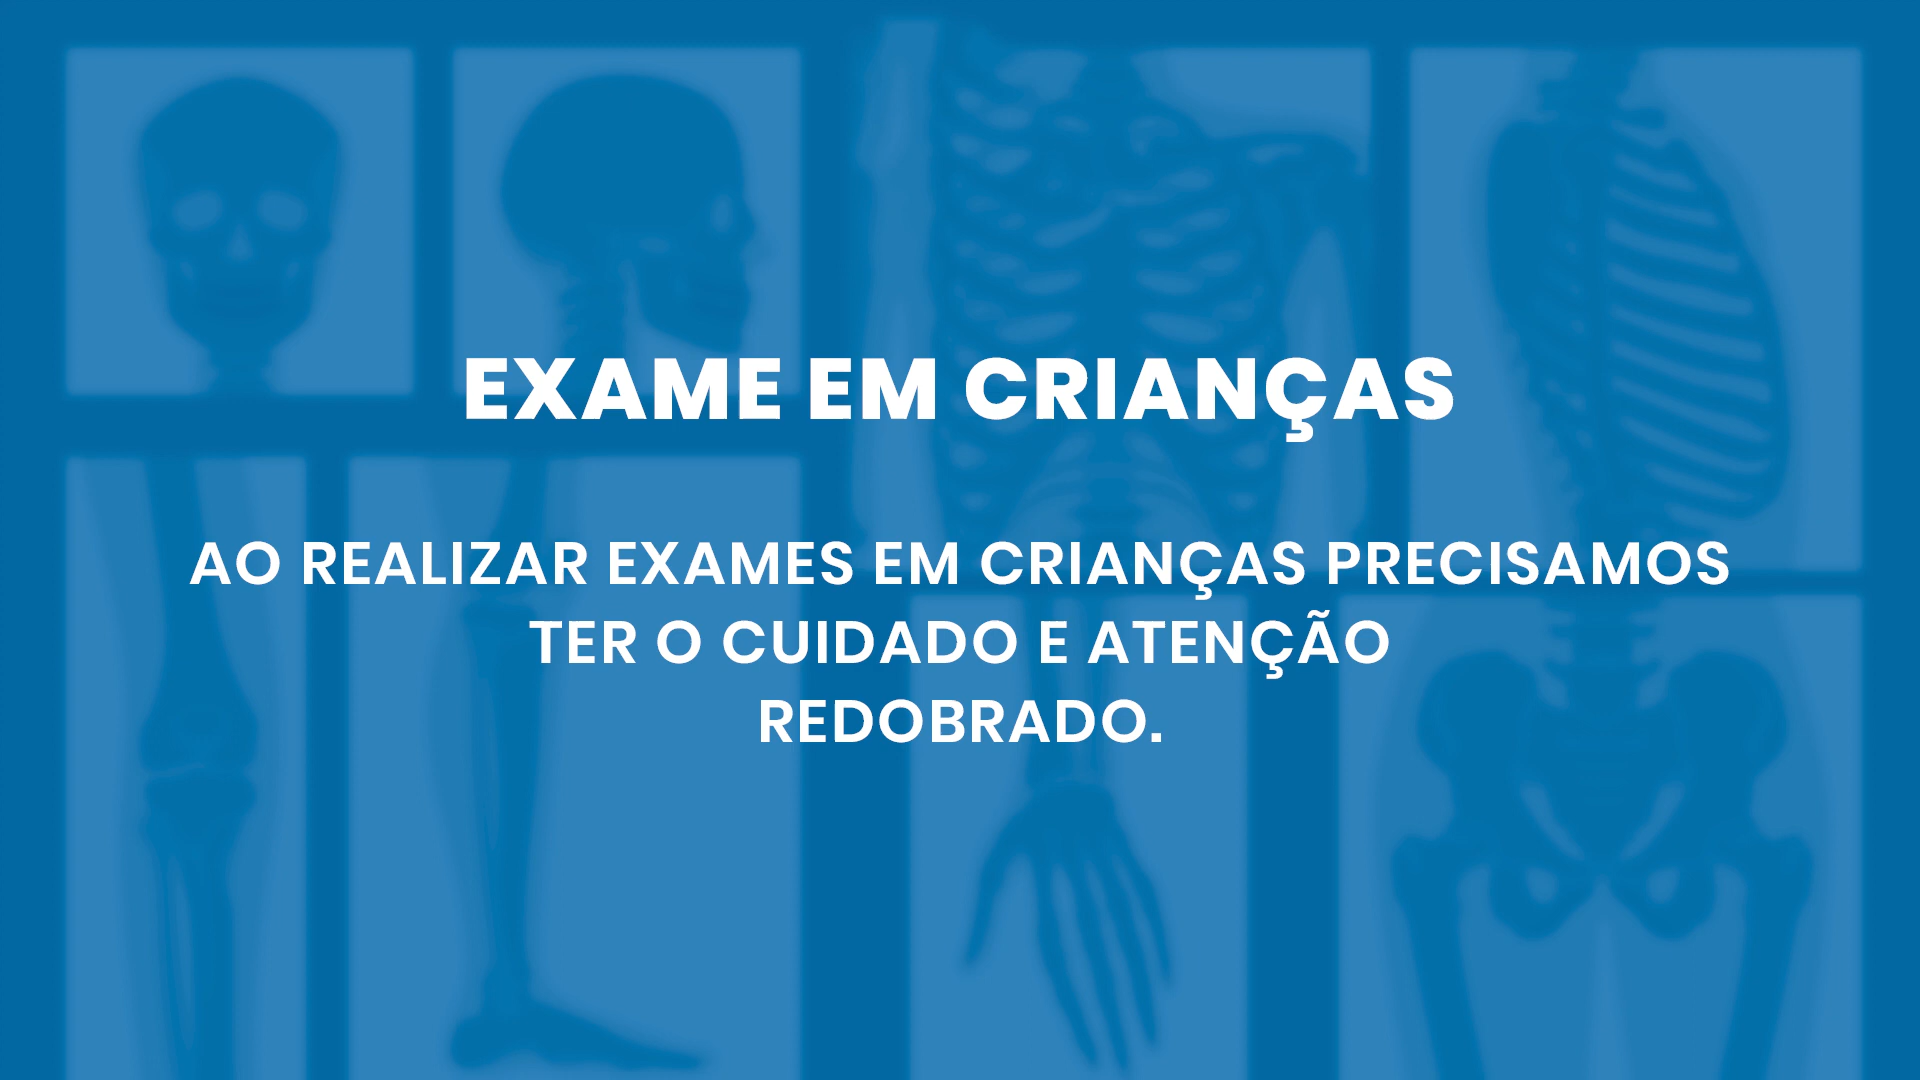 EXAME EM CRIANÇAS
AO REALIZAR EXAMES EM CRIANÇAS PRECISAMOS
TER O CUIDADO E ATENÇÃO
REDOBRADO.